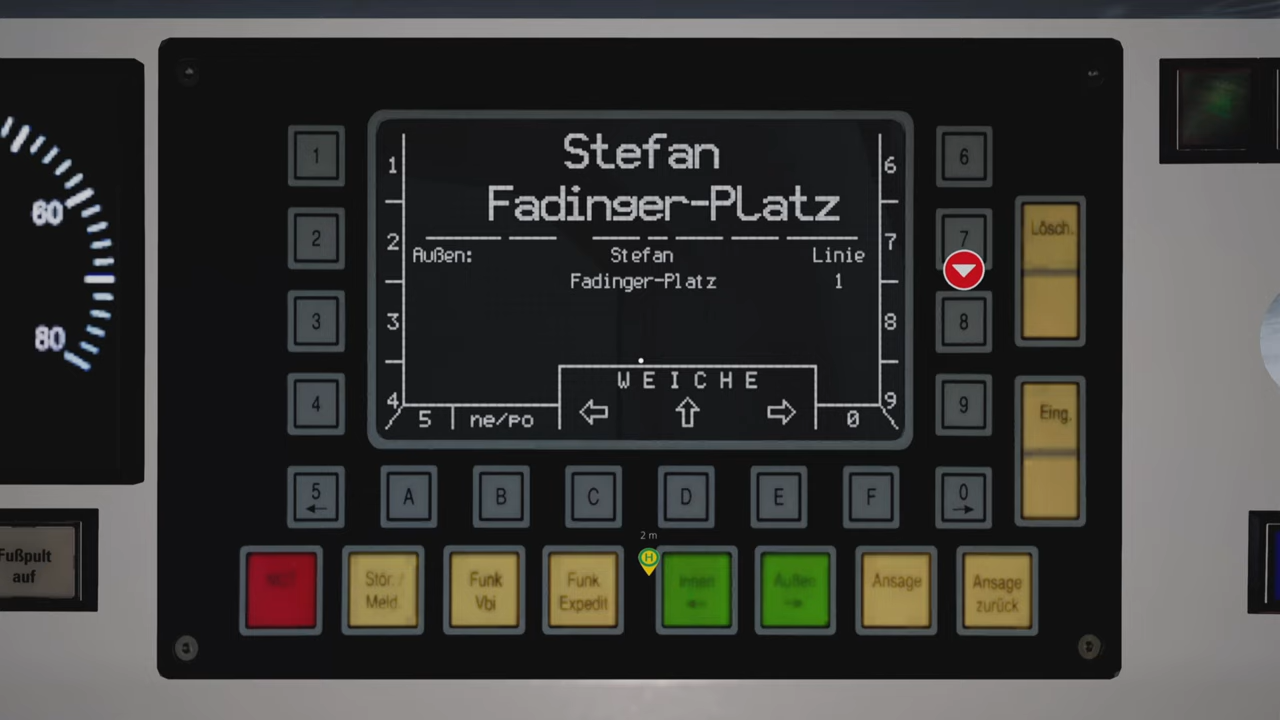 60
80
Fußpult
auf
1
2
3
4
5
6
7
8
9
0
A B C D E F
1
2
3
4
6
7
8
9
Stefan
Fadinger-Platz
Außen: Stefan Linie
Fadinger-Platz 1
WEICHE
5 ne/po 0
Lösch.
Eing.
2 m
H
Stör./
Meld.
Funk
Vbi
Funk
Expedit
Innen
Außen
Ansage
Ansage
zurück